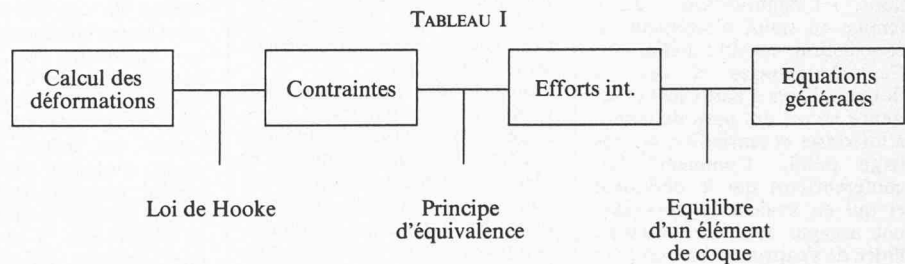 TABLEAU I
Calcul des
déformations
Contraintes
Efforts int.
Equations
générales
Loi de Hooke
Principe
d'équivalence
Equilibre
d'un élément
de coque